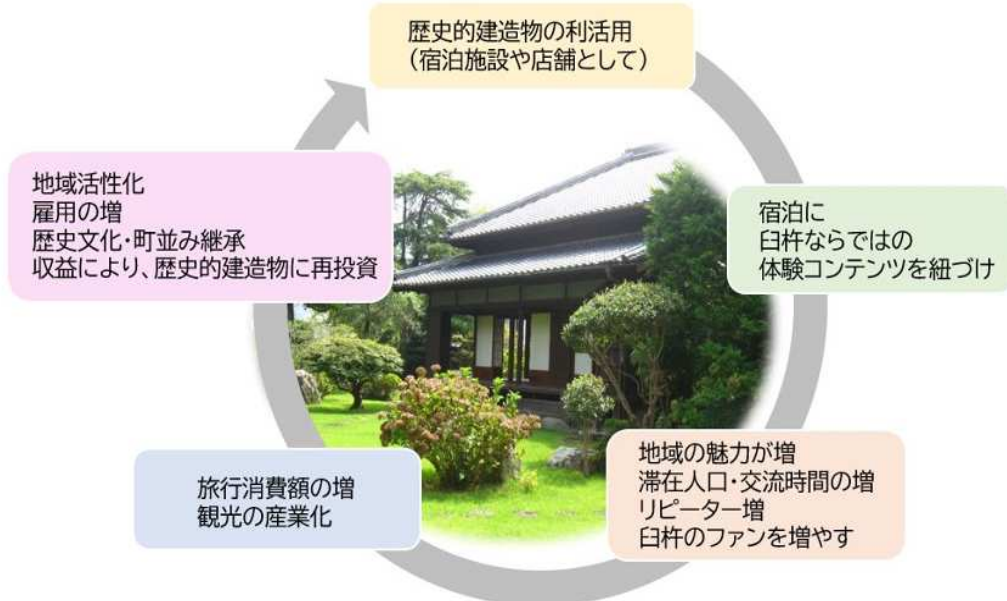 歴史的建造物の利活用
（宿泊施設や店舗として）
宿泊に
臼杵ならではの
体験コンテンツを紐づけ
地域の魅力が増
滞在人口・交流時間の増
リピーター増
臼杵のファンを増やす
旅行消費額の増
観光の産業化
地域活性化
雇用の増
歴史文化・町並み継承
収益により、歴史的建造物に再投資